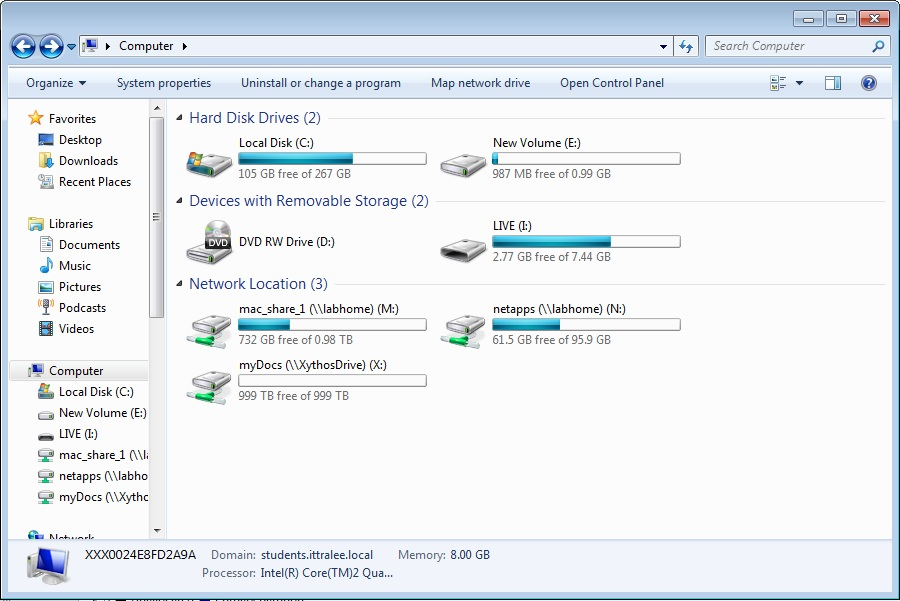 Computer
Search Computer
Organize
System properties
Uninstall or change a program
Map network drive
Open Control Panel
Favorites
Desktop
Downloads
Recent Places
Libraries
Documents
Music
Pictures
Podcasts
Videos
Computer
Local Disk (C:)
New Volume (E:)
LIVE (I:)
mac_share_1 (\\la
netapps (\\labho
myDocs (\\Xytho
Network
Hard Disk Drives (2)
Local Disk (C:)
105 GB free of 267 GB
New Volume (E:)
987 MB free of 0.99 GB
Devices with Removable Storage (2)
DVD
DVD RW Drive (D:)
LIVE (I:)
2.77 GB free of 7.44 GB
Network Location (3)
mac_share_1 (\\labhome) (M:)
732 GB free of 0.98 TB
netapps (\\labhome) (N:)
61.5 GB free of 95.9 GB
myDocs (\\XythosDrive) (X:)
999 TB free of 999 TB
XXX0024E8FD2A9A Domain: students.ittralee.local Memory: 8.00 GB
Processor: Intel(R) Core(TM)2 Qua...